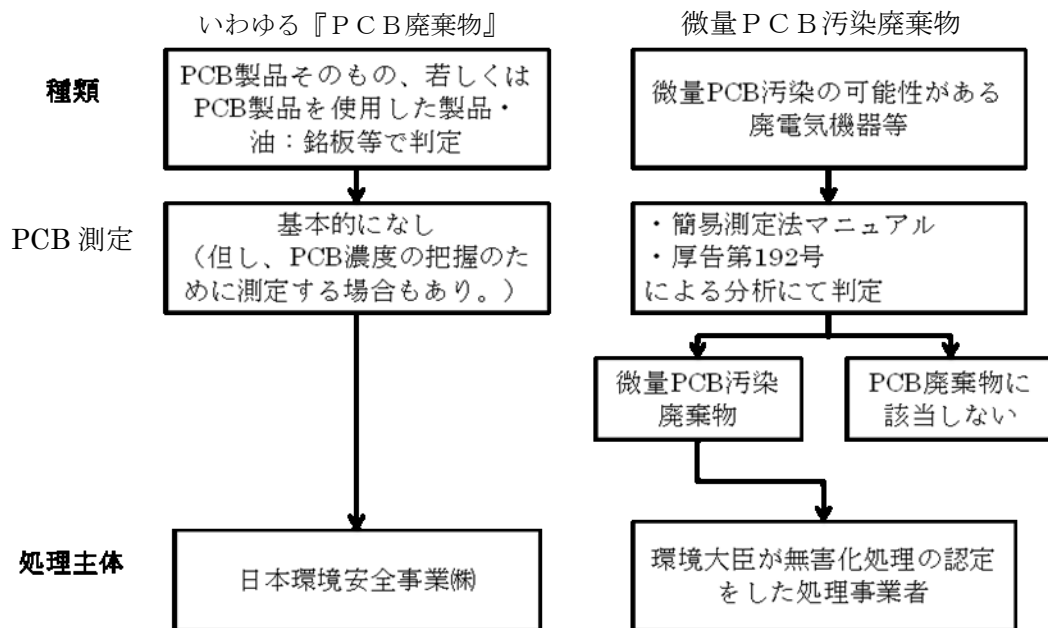 いわゆる『ＰＣＢ廃棄物』
微量ＰＣＢ汚染廃棄物
種類
PCB製品そのもの、若しくは
PCB製品を使用した製品・
油：銘板等で判定
微量PCB汚染の可能性がある
廃電気機器等
PCB 測定
基本的になし
（但し、PCB濃度の把握のた
めに測定する場合もあり。）
・簡易測定法マニュアル
・厚告第192号
による分析にて判定
微量PCB汚染
廃棄物
PCB廃棄物に
該当しない
処理主体
日本環境安全事業㈱
環境大臣が無害化処理の認定
をした処理事業者